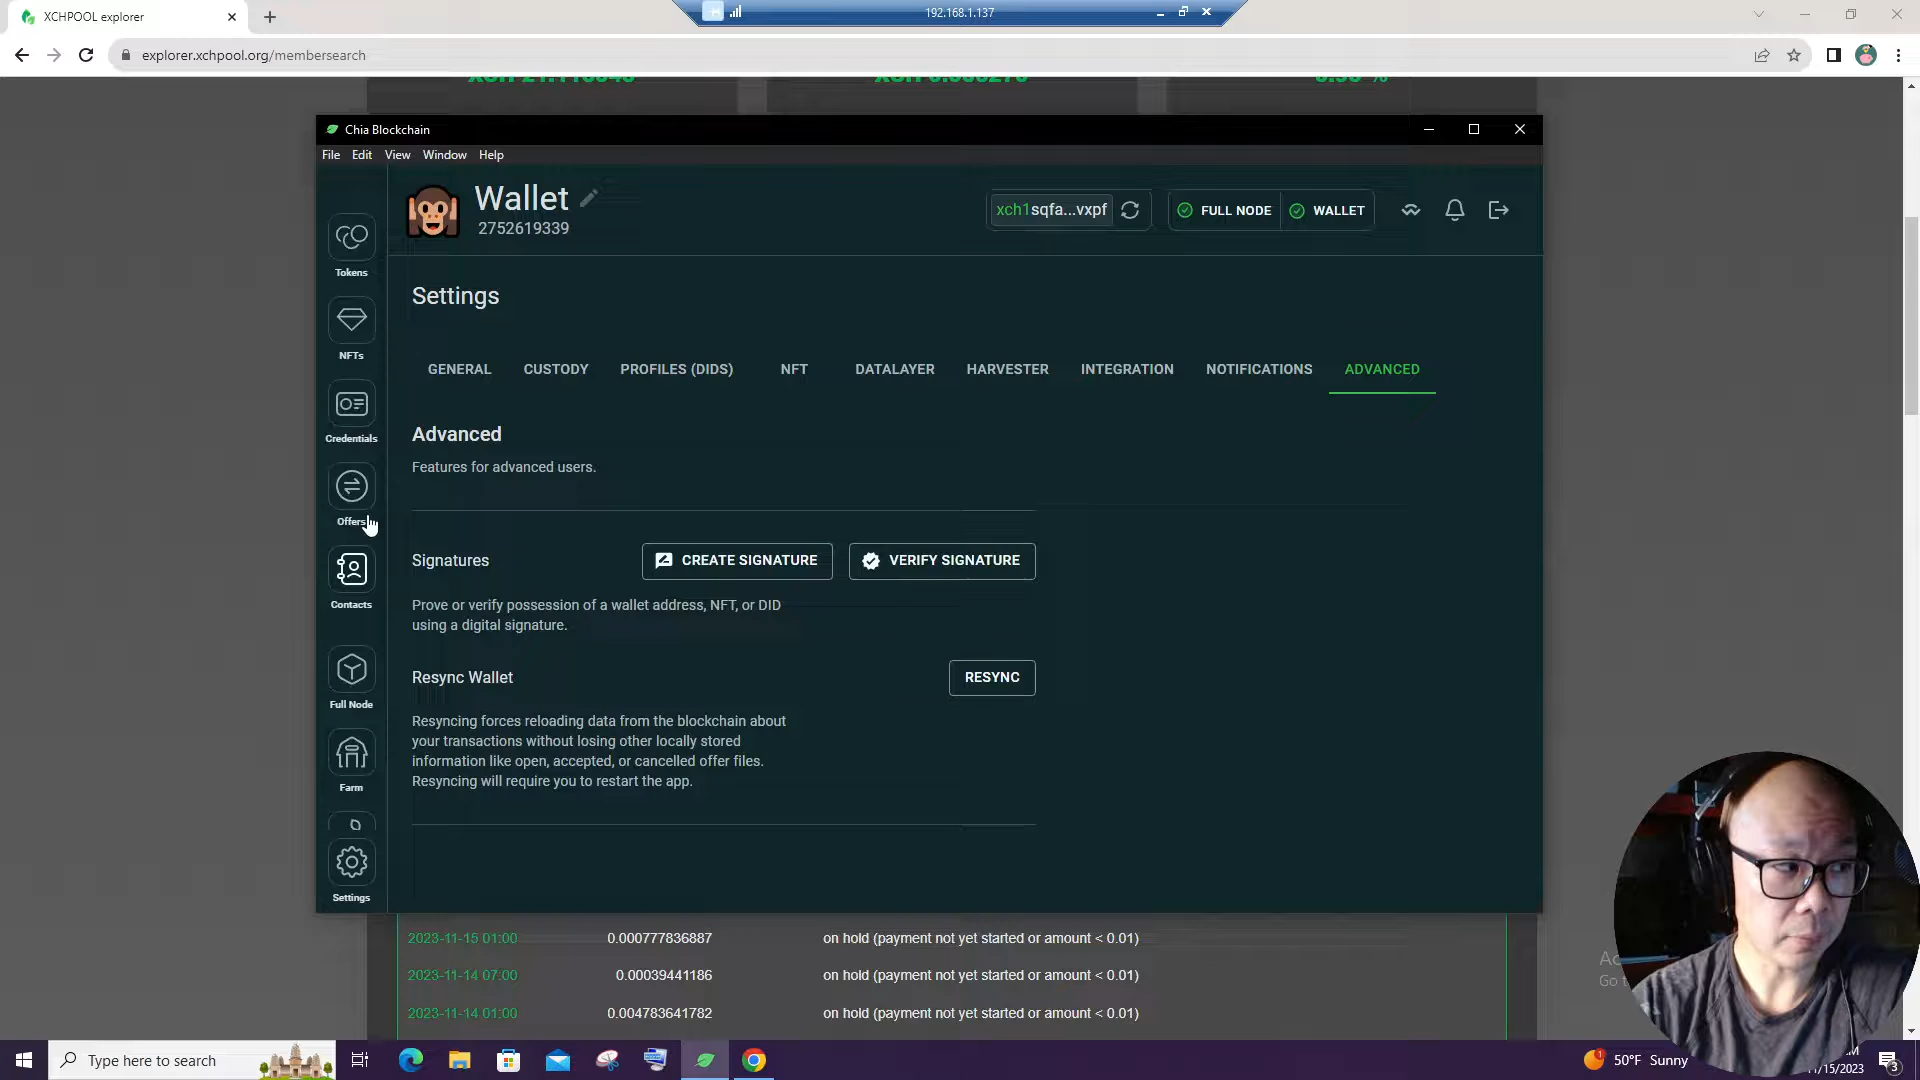 XCHPOOL explorer
192.168.1.137
explorer.xchpool.org/membersearch
Chia Blockchain
File Edit View Window Help
Wallet
2752619339
xch1sqfa...vxpf
FULL NODE
WALLET
Tokens
NFTs
Credentials
Offers
Contacts
Full Node
Farm
Settings
Settings
GENERAL CUSTODY PROFILES (DIDS) NFT DATALAYER HARVESTER INTEGRATION NOTIFICATIONS ADVANCED
Advanced
Features for advanced users.
Signatures
CREATE SIGNATURE
VERIFY SIGNATURE
Prove or verify possession of a wallet address, NFT, or DID
using a digital signature.
Resync Wallet
RESYNC
Resyncing forces reloading data from the blockchain about
your transactions without losing other locally stored
information like open, accepted, or cancelled offer files.
Resyncing will require you to restart the app.
2023-11-15 01:00 0.000777836887 on hold (payment not yet started or amount < 0.01)
2023-11-14 07:00 0.00039441186 on hold (payment not yet started or amount < 0.01)
2023-11-14 01:00 0.004783641782 on hold (payment not yet started or amount < 0.01)
Type here to search
50°F Sunny
1/15/2023
3